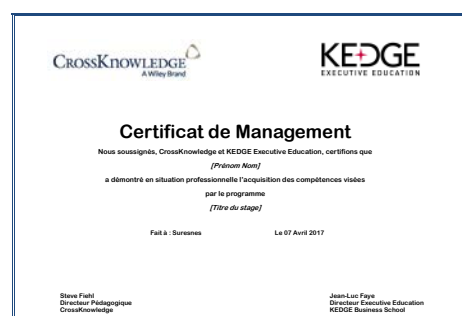 CROSSKNOWLEDGE
A Wiley Brand
KEDGE
EXECUTIVE EDUCATION
Certificat de Management
Nous soussignés, CrossKnowledge et KEDGE Executive Education, certifions que
[Prénom Nom]
a démontré en situation professionnelle l'acquisition des compétences visées
par le programme
[Titre du stage]
Fait à : Suresnes Le 07 Avril 2017
Steve Fiehl
Directeur Pédagogique
CrossKnowledge
Jean-Luc Faye
Directeur Executive Education
KEDGE Business School